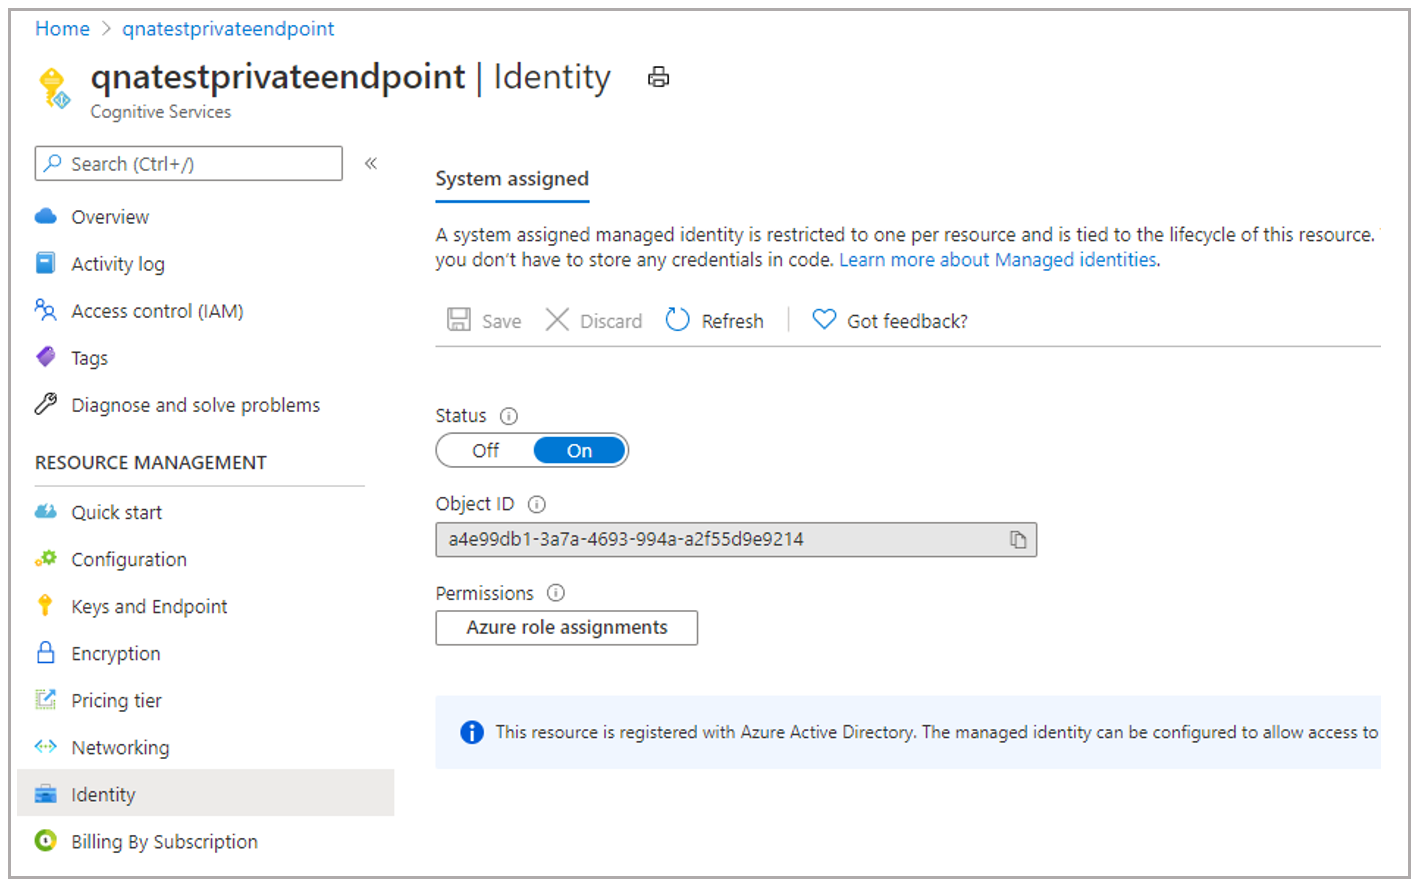 Home > qnatestprivateendpoint
qnatestprivateendpoint | Identity
Cognitive Services
Search (Ctrl+/)
«
Overview
Activity log
Access control (IAM)
Tags
Diagnose and solve problems
RESOURCE MANAGEMENT
Quick start
Configuration
Keys and Endpoint
Encryption
Pricing tier
Networking
Identity
Billing By Subscription
System assigned
A system assigned managed identity is restricted to one per resource and is tied to the lifecycle of this resource.
you don't have to store any credentials in code. Learn more about Managed identities.
Save Discard Refresh | Got feedback?
Status
Off On
Object ID
a4e99db1-3a7a-4693-994a-a2f55d9e9214
Permissions
Azure role assignments
This resource is registered with Azure Active Directory. The managed identity can be configured to allow access to